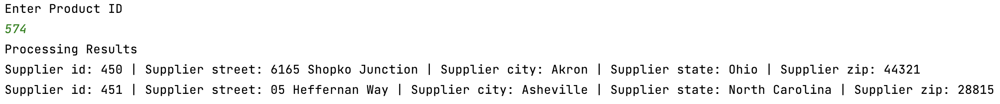 Enter Product ID
574
Processing Results
Supplier id: 450 | Supplier street: 6165 Shopko Junction | Supplier city: Akron | Supplier state: Ohio | Supplier zip: 44321
Supplier id: 451 | Supplier street: 05 Heffernan Way | Supplier city: Asheville | Supplier state: North Carolina | Supplier zip: 28815